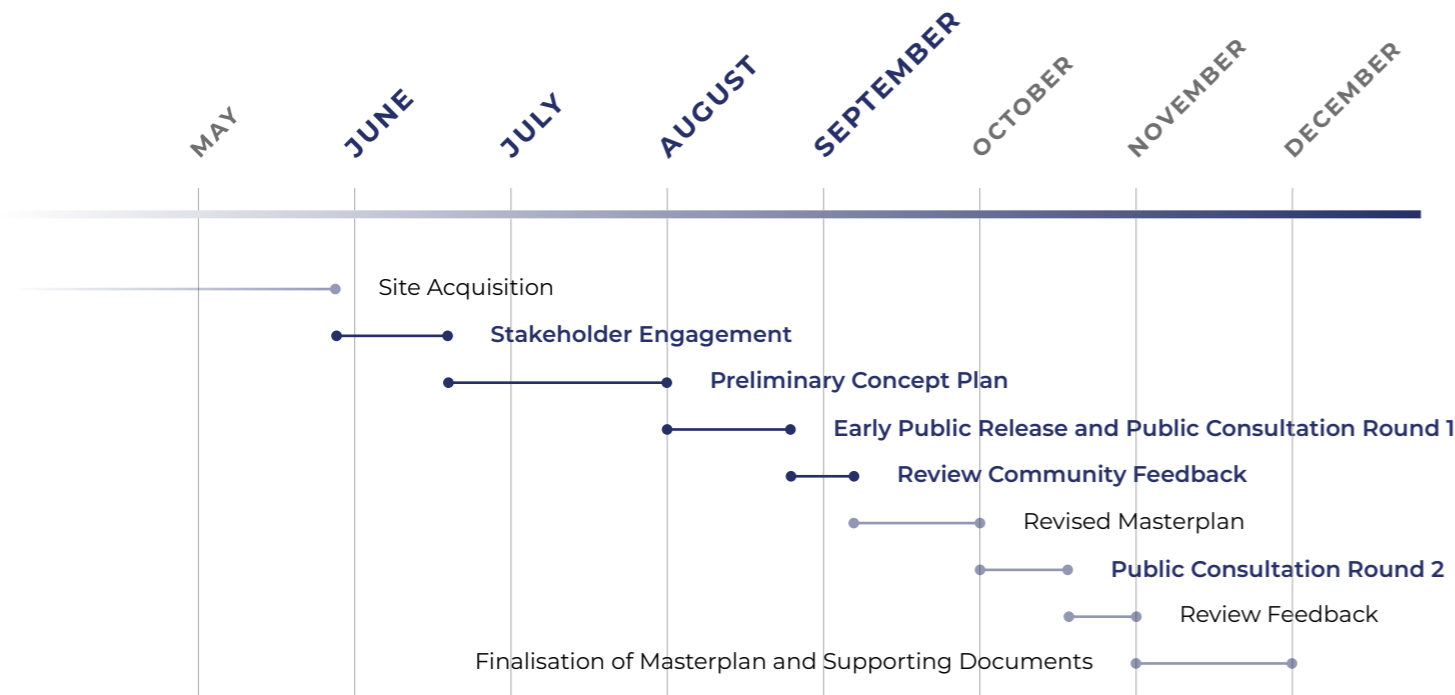 MAY
JUNE
JULY
AUGUST
SEPTEMBER
OCTOBER
NOVEMBER
DECEMBER
Site Acquisition
Stakeholder Engagement
Preliminary Concept Plan
Early Public Release and Public Consultation Round 1
Review Community Feedback
Revised Masterplan
Public Consultation Round 2
Review Feedback
Finalisation of Masterplan and Supporting Documents